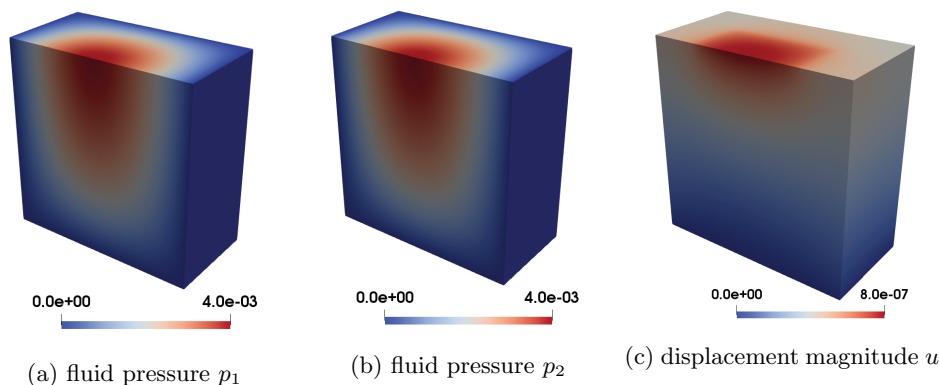 0.0e+00 4.0e-03
(a) fluid pressure p₁
0.0e+00 4.0e-03
(b) fluid pressure p₂
0.0e+00 8.0e-07
(c) displacement magnitude u